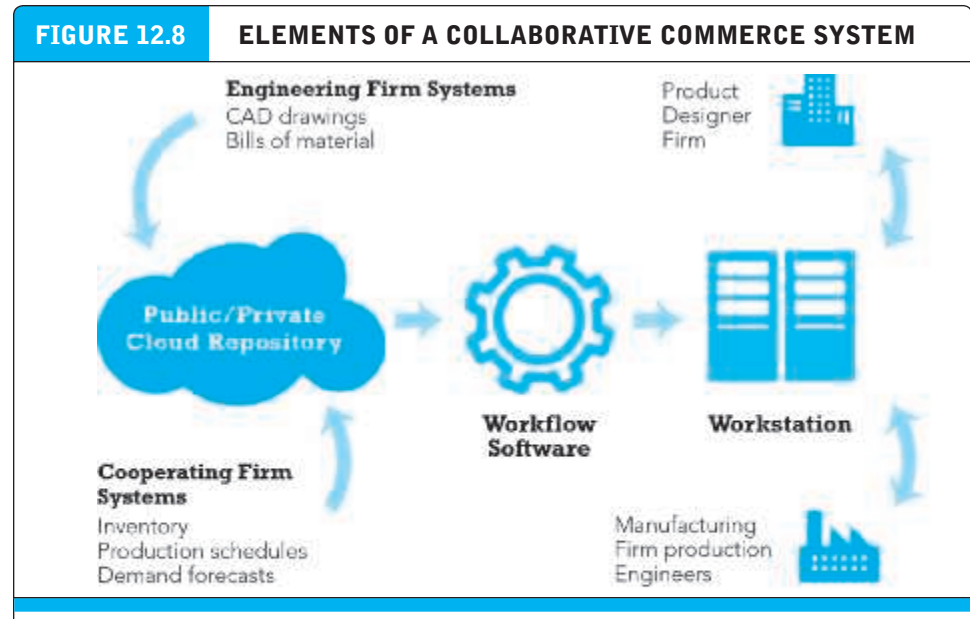 FIGURE 12.8
ELEMENTS OF A COLLABORATIVE COMMERCE SYSTEM
Engineering Firm Systems
CAD drawings
Bills of material
Product
Designer
Firm
Public/Private
Cloud Repository
Workflow
Software
Workstation
Cooperating Firm
Systems
Inventory
Production schedules
Demand forecasts
Manufacturing
Firm production
Engineers